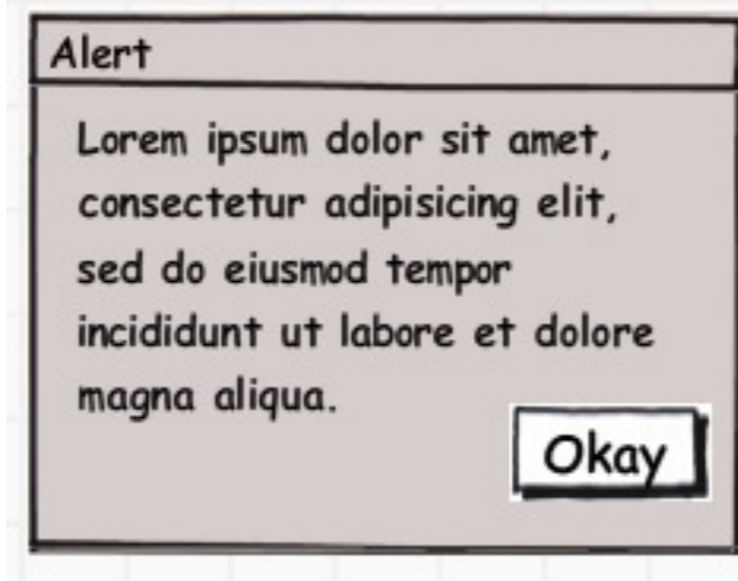 Alert
Lorem ipsum dolor sit amet,
consectetur adipisicing elit,
sed do eiusmod tempor
incididunt ut labore et dolore
magna aliqua.
Okay